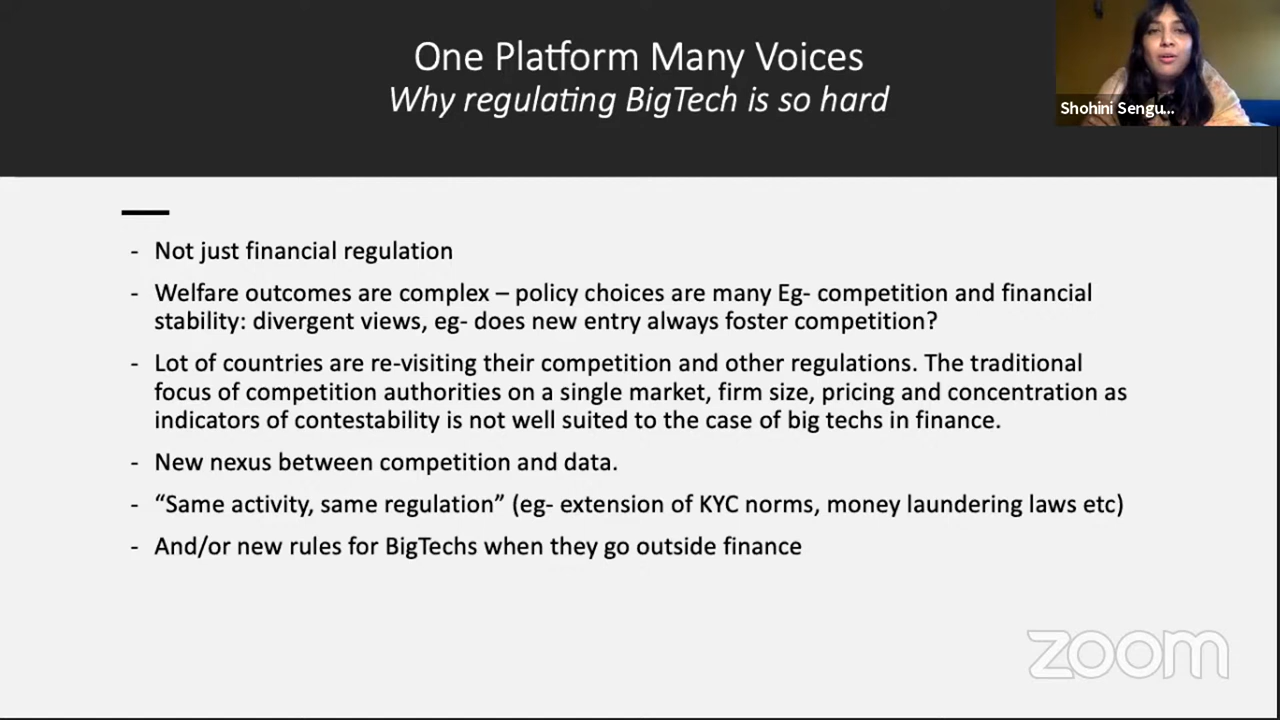 One Platform Many Voices
Why regulating BigTech is so hard
Shohini Sengu...
- Not just financial regulation
- Welfare outcomes are complex – policy choices are many Eg- competition and financial
stability: divergent views, eg- does new entry always foster competition?
- Lot of countries are re-visiting their competition and other regulations. The traditional
focus of competition authorities on a single market, firm size, pricing and concentration as
indicators of contestability is not well suited to the case of big techs in finance.
- New nexus between competition and data.
- “Same activity, same regulation” (eg- extension of KYC norms, money laundering laws etc)
- And/or new rules for BigTechs when they go outside finance
zoom